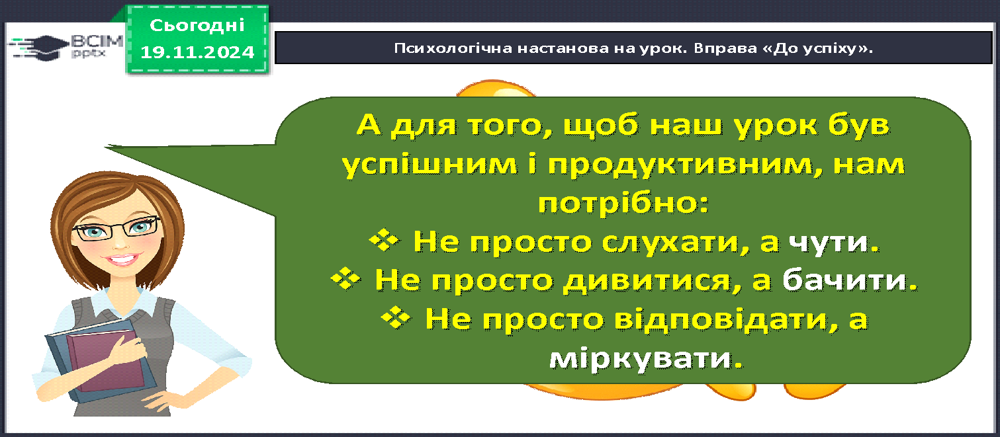 Сьогодні
19.11.2024
ВСІМ
pptx
Психологічна настанова на урок. Вправа «До успіху».
А для того, щоб наш урок був
успішним і продуктивним, нам
потрібно:
❖ Не просто слухати, а чути.
❖ Не просто дивитися, а бачити.
❖ Не просто відповідати, а
міркувати.